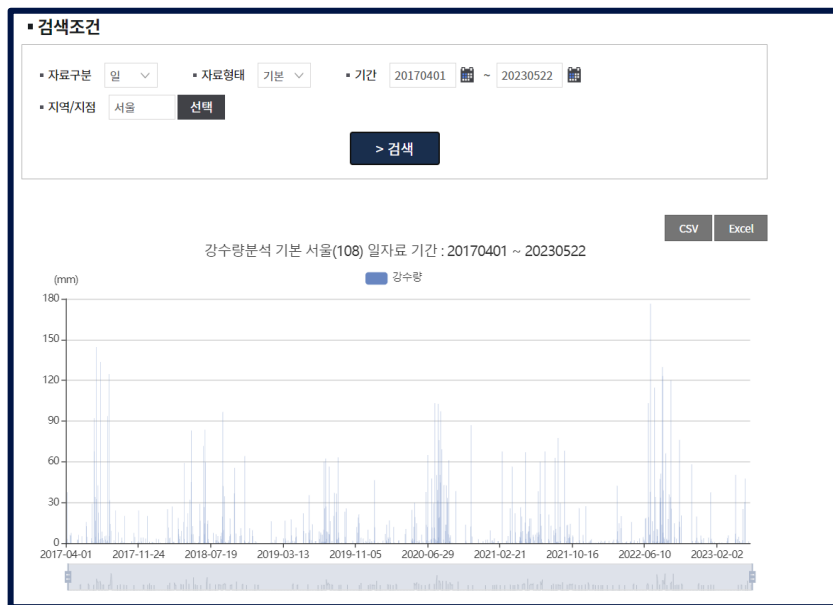 ▪ 검색조건
▪ 자료구분 일 ▪ 자료형태 기본 ▪ 기간 20170401 ~ 20230522
▪ 지역/지점 서울 선택
> 검색
CSV Excel
강수량분석 기본 서울(108) 일자료 기간 : 20170401 ~ 20230522
강수량
(mm)
180
150
120
90
60
30
0
2017-04-01 2017-11-24 2018-07-19 2019-03-13 2019-11-05 2020-06-29 2021-02-21 2021-10-16 2022-06-10 2023-02-02